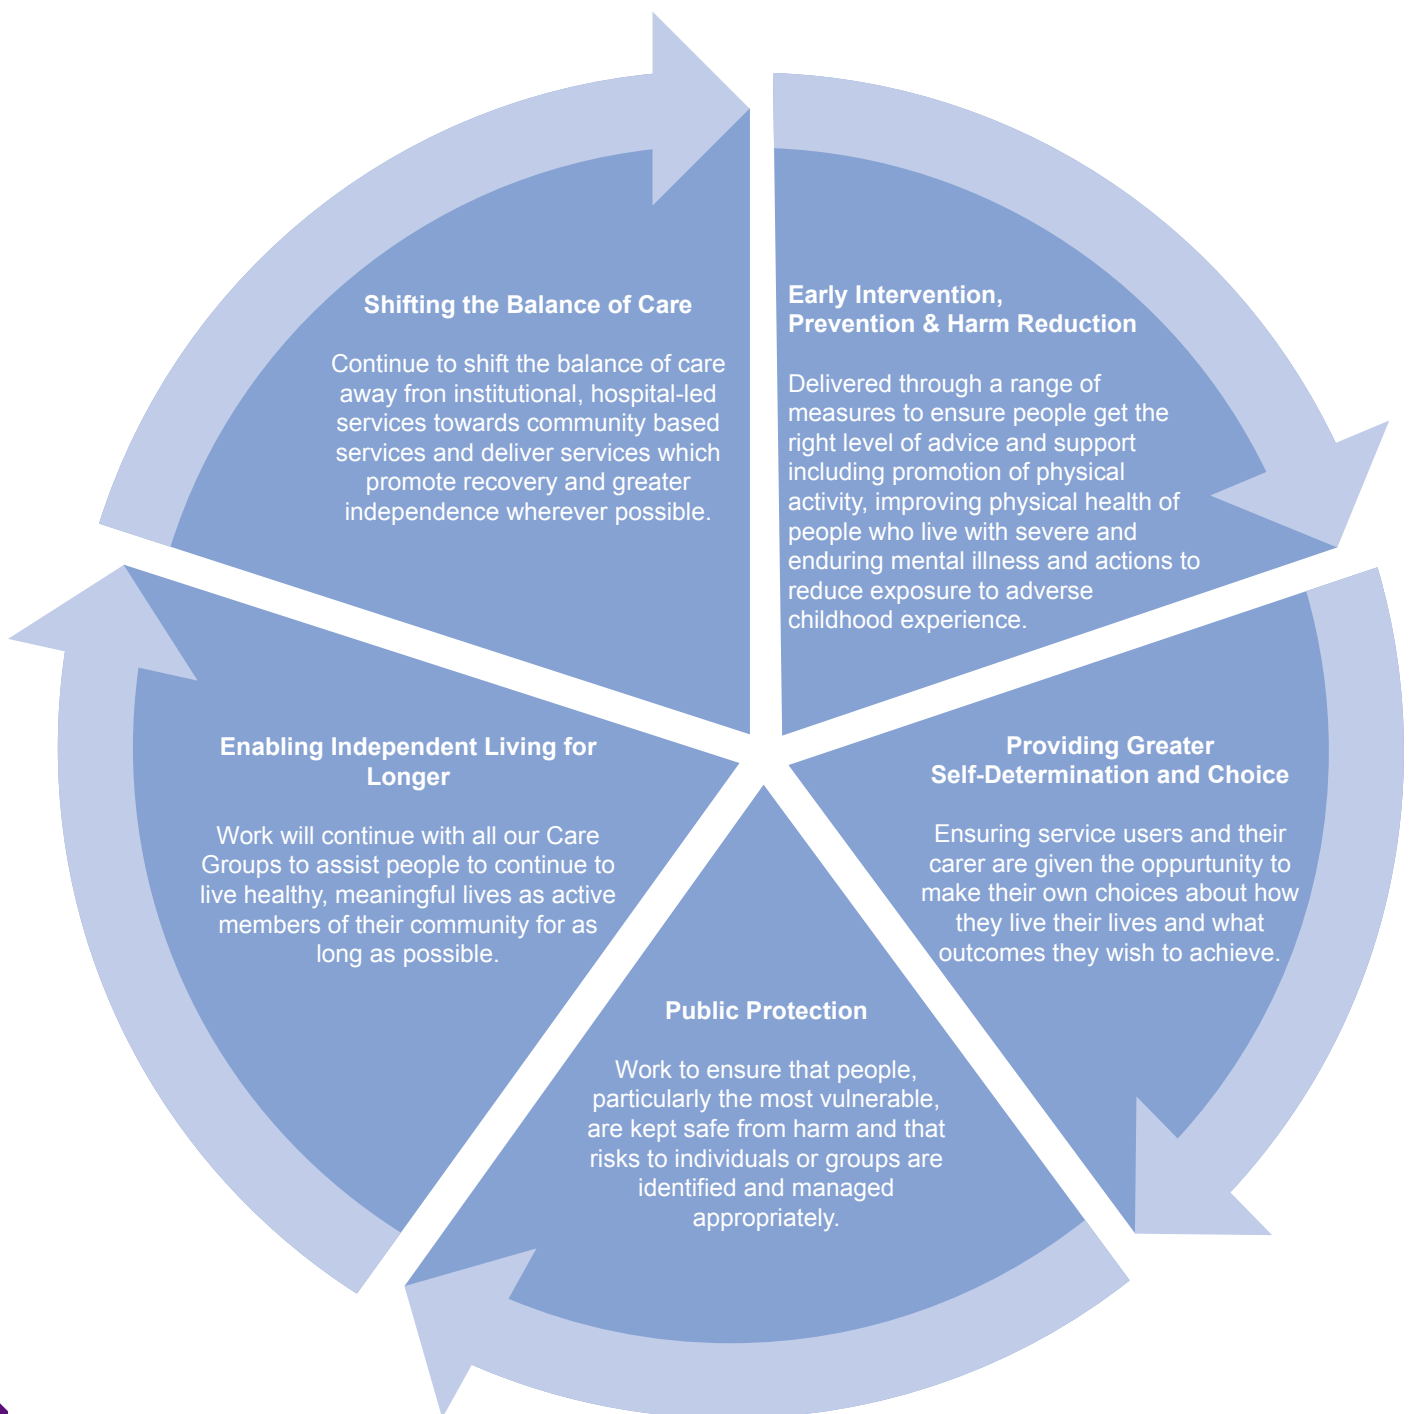 Shifting the Balance of Care
Continue to shift the balance of care
away fron institutional, hospital-led
services towards community based
services and deliver services which
promote recovery and greater
independence wherever possible.
Early Intervention,
Prevention & Harm Reduction
Delivered through a range of
measures to ensure people get the
right level of advice and support
including promotion of physical
activity, improving physical health of
people who live with severe and
enduring mental illness and actions to
reduce exposure to adverse
childhood experience.
Enabling Independent Living for
Longer
Work will continue with all our Care
Groups to assist people to continue to
live healthy, meaningful lives as active
members of their community for as
long as possible.
Providing Greater
Self-Determination and Choice
Ensuring service users and their
carer are given the oppurtunity to
make their own choices about how
they live their lives and what
outcomes they wish to achieve.
Public Protection
Work to ensure that people,
particularly the most vulnerable,
are kept safe from harm and that
risks to individuals or groups are
identified and managed
appropriately.